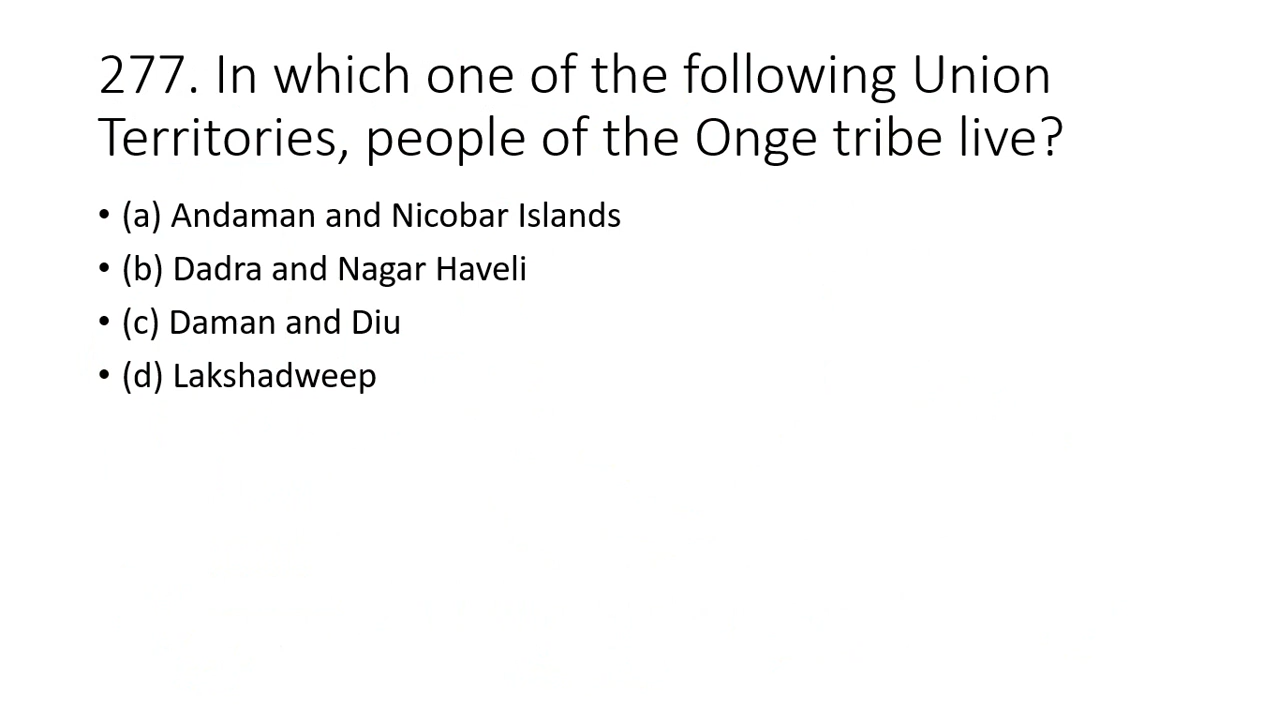 277. In which one of the following Union
Territories, people of the Onge tribe live?
• (a) Andaman and Nicobar Islands
• (b) Dadra and Nagar Haveli
• (c) Daman and Diu
• (d) Lakshadweep